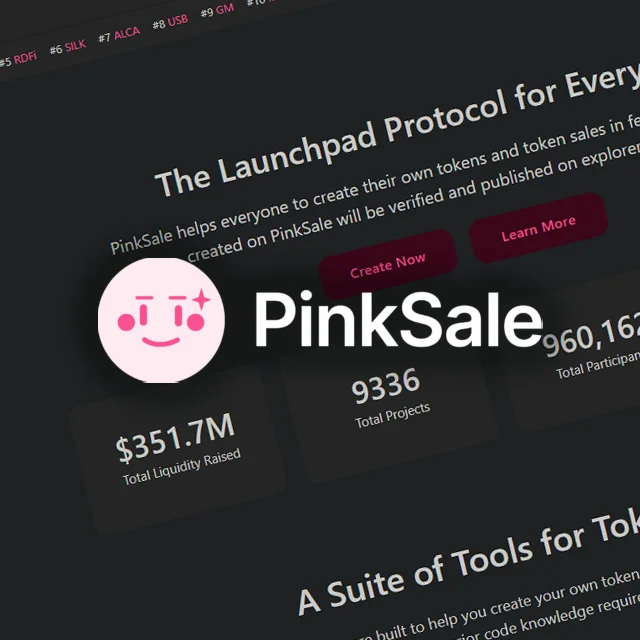 #5 RDFi #6 SILK #7 ALCA #8 USB #9 GM #10
The Launchpad Protocol for Every
PinkSale helps everyone to create their own tokens and token sales in fe
created on PinkSale will be verified and published on explorer
Create Now
Learn More
PinkSale
$351.7M
Total Liquidity Raised
9336
Total Projects
960,162
Total Participan
A Suite of Tools for Tok
re built to help you create your own token
ior code knowledge require